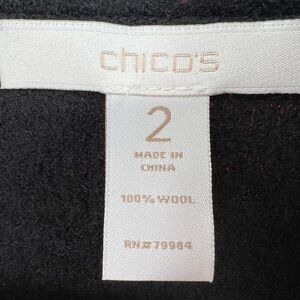 chico's
2
MADE IN
CHINA
100% WOOL
RN# 79984